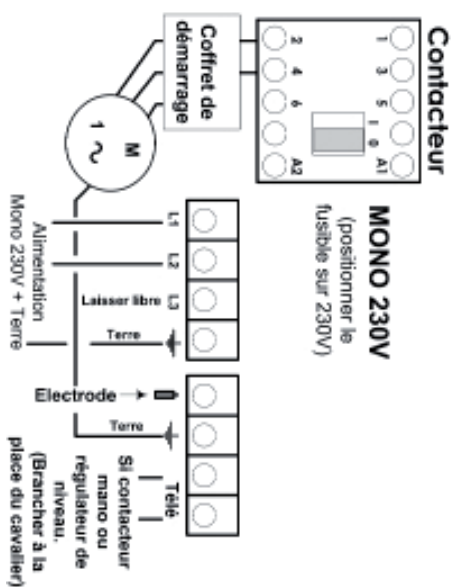 Contacteur
1 3 5 A1
I 0
2 4 6 A2
MONO 230V
(positionner le
fusible sur 230V)
Coffret de
démarrage
M
1 ~
L1
L2
Laisser libre L3
Terre
Alimentation
Mono 230V + Terre
Electrode
Terre
Télé
Si contacteur
mano ou
régulateur de
niveau.
(Brancher à la
place du cavalier)